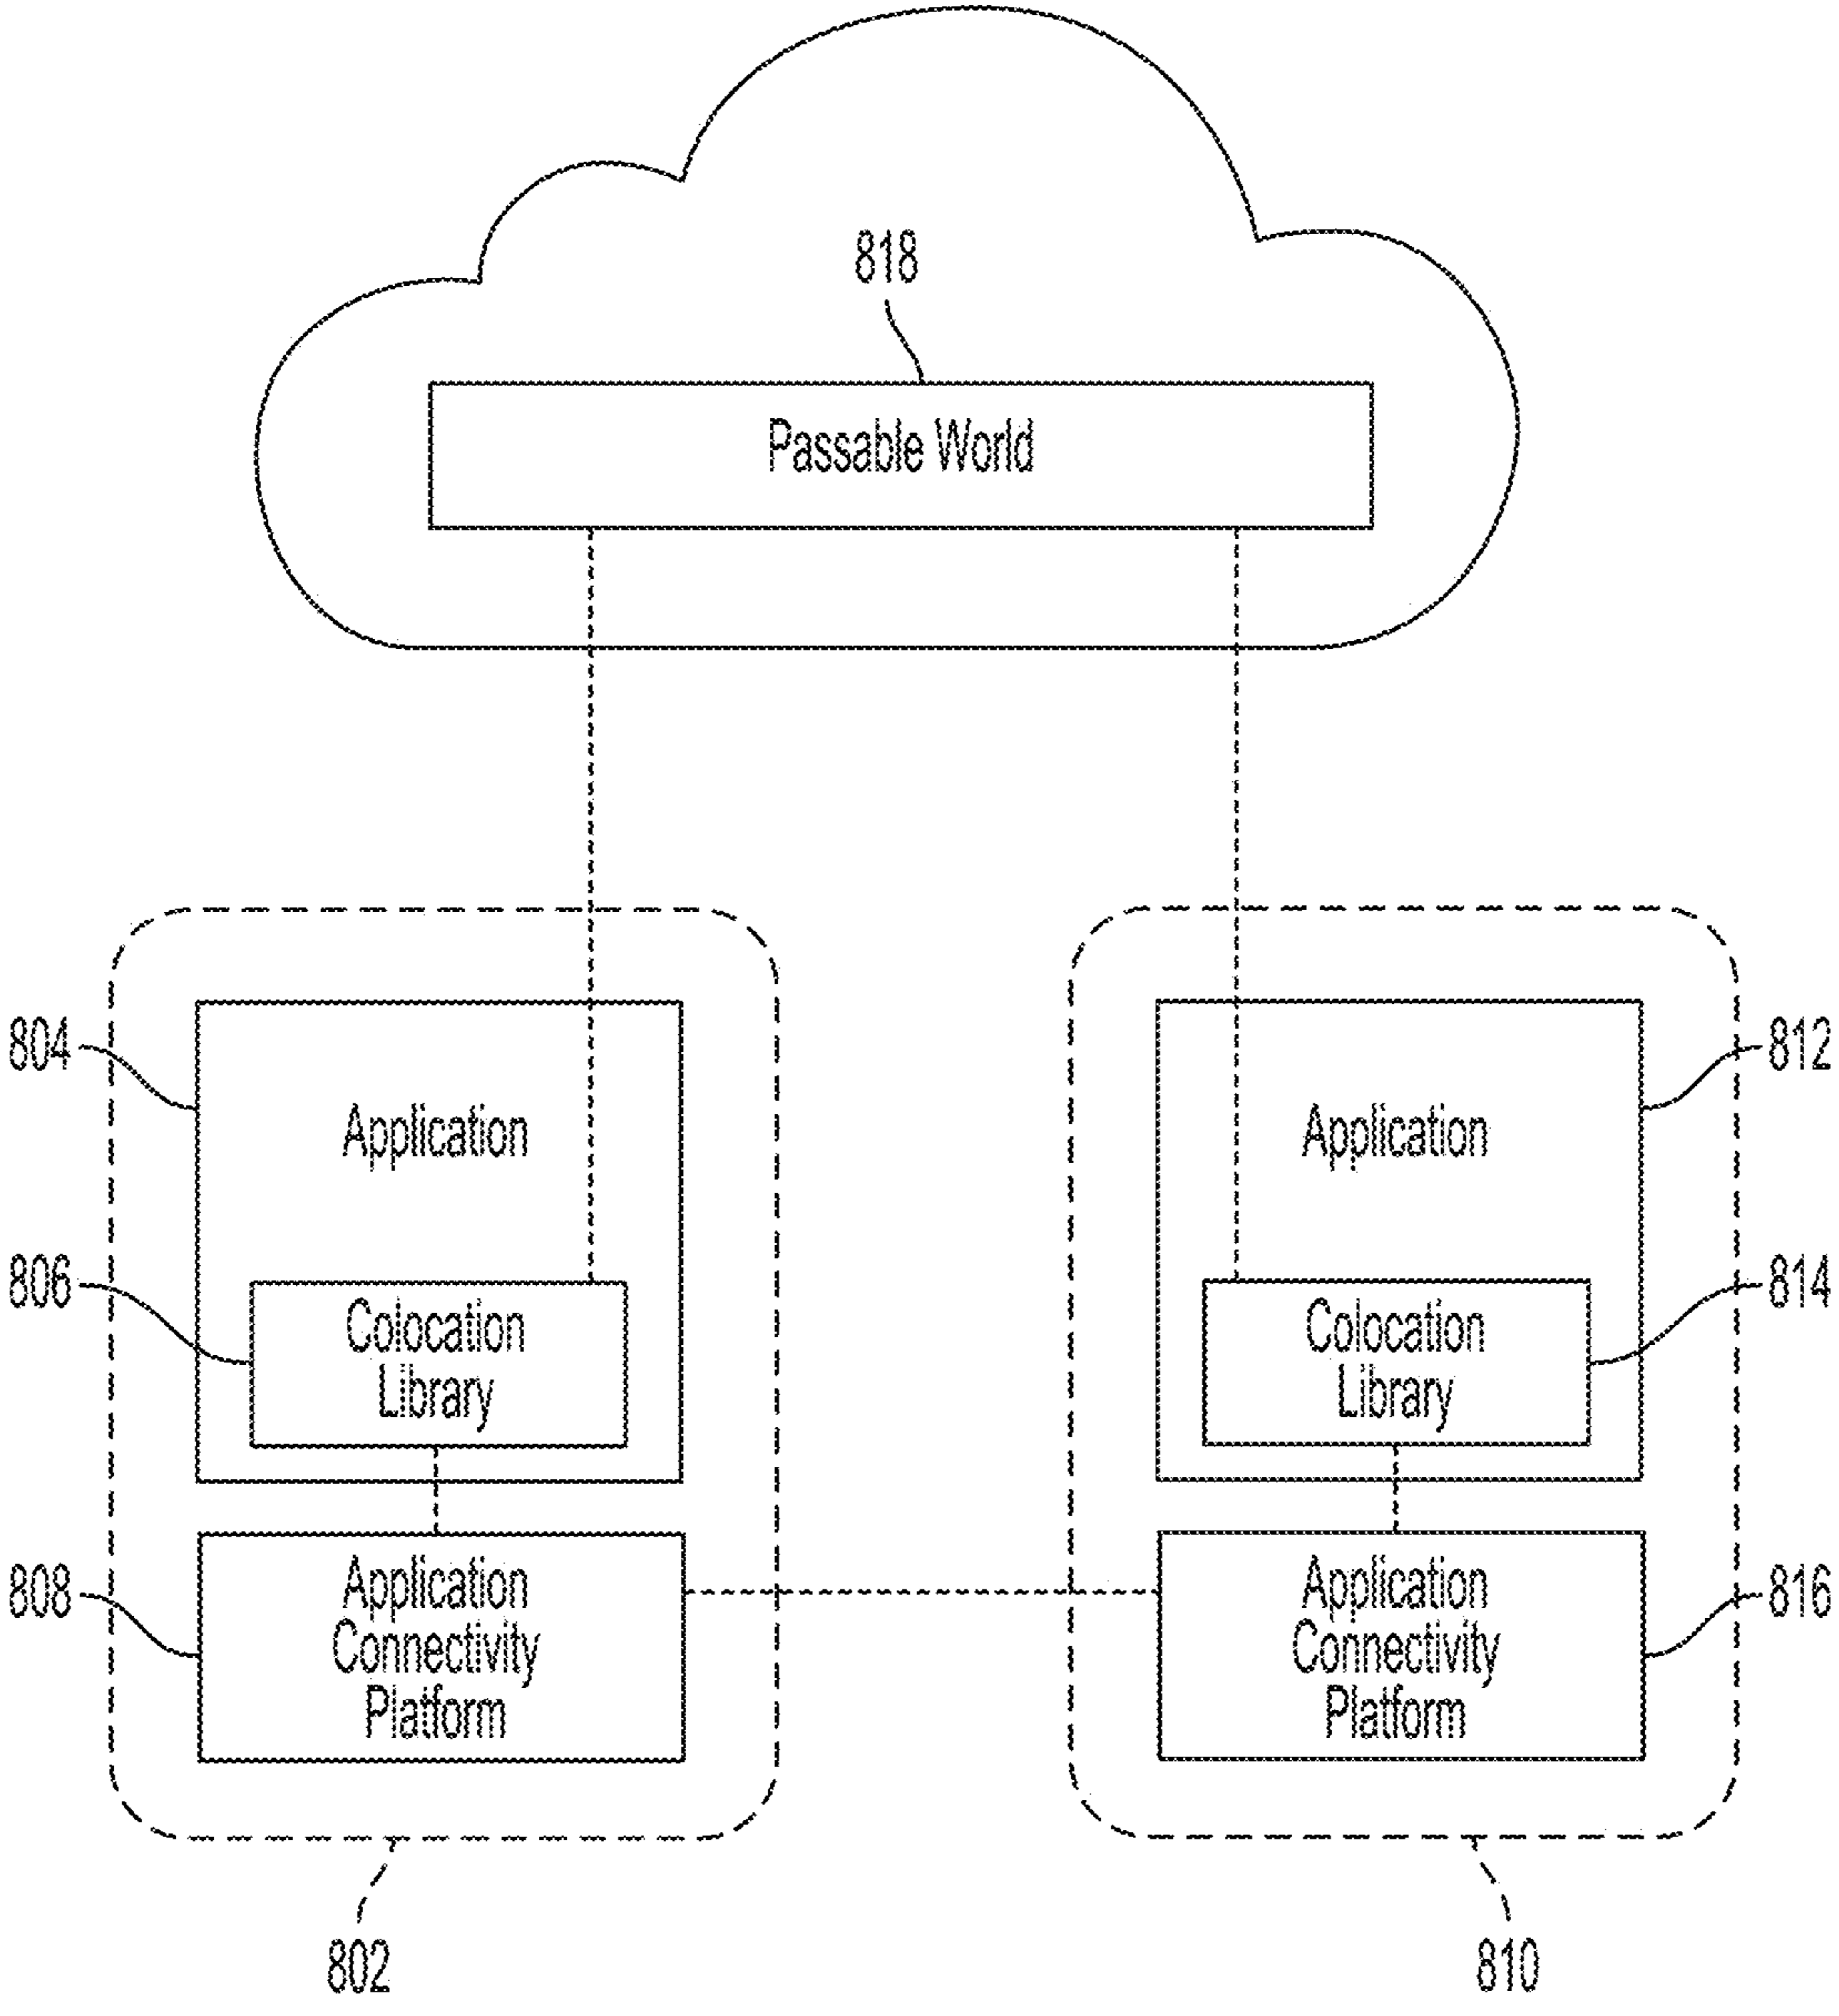 818
Passable World
804
Application
812
Application
806
Colocation
Library
Colocation
Library
814
808
Application
Connectivity
Platform
Application
Connectivity
Platform
816
802
810